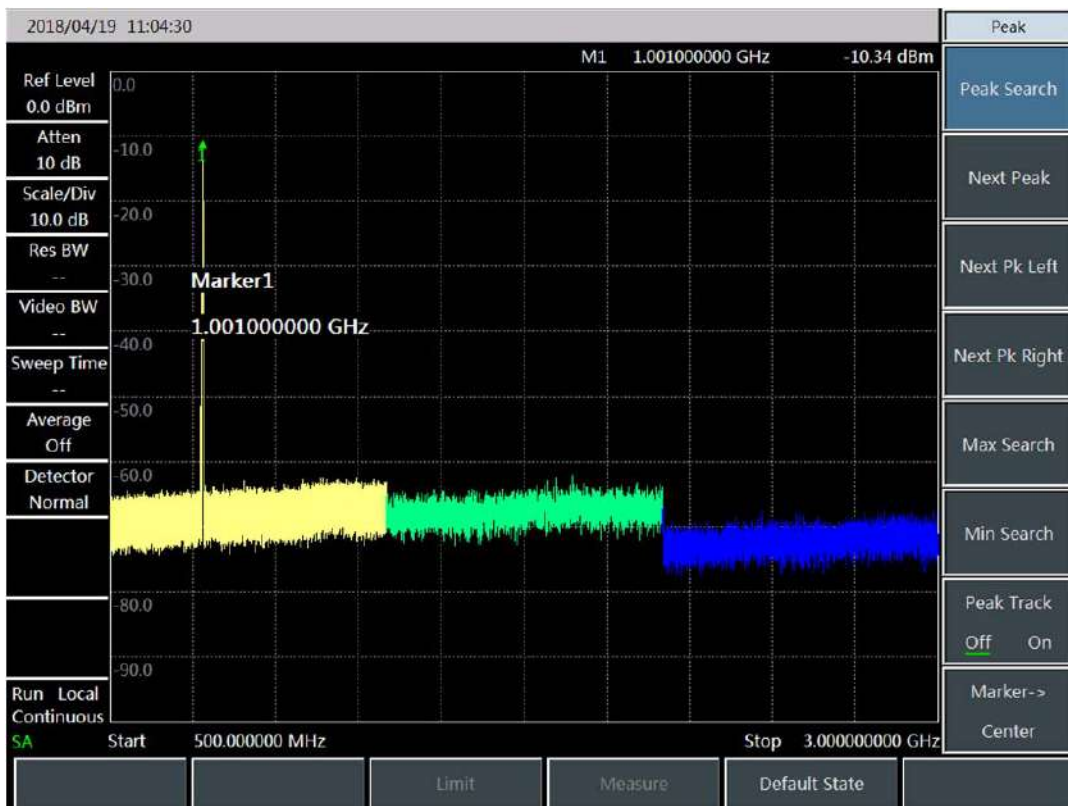 2018/04/19 11:04:30
Peak
M1 1.001000000 GHz -10.34 dBm
Ref Level
0.0 dBm
Atten
10 dB
Scale/Div
10.0 dB
Res BW
--
Video BW
--
Sweep Time
--
Average
Off
Detector
Normal
Run Local
Continuous
0.0
-10.0
-20.0
-30.0
-40.0
-50.0
-60.0
-80.0
-90.0
1
Marker1
1.001000000 GHz
SA Start 500.000000 MHz Stop 3.000000000 GHz
Peak Search
Next Peak
Next Pk Left
Next Pk Right
Max Search
Min Search
Peak Track
Off On
Marker->
Center
Limit
Measure
Default State